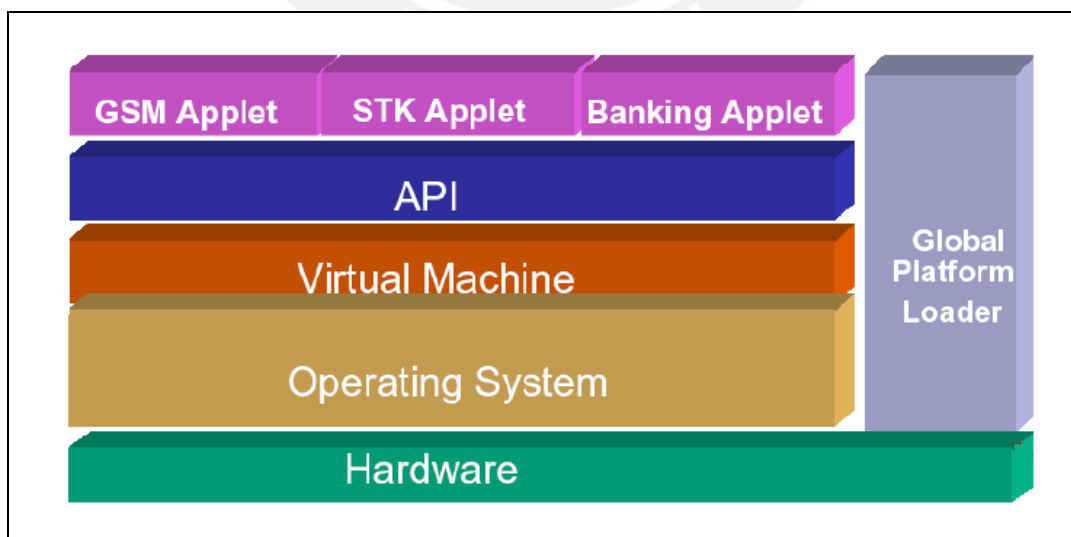 GSM Applet
STK Applet
Banking Applet
API
Virtual Machine
Operating System
Hardware
Global
Platform
Loader